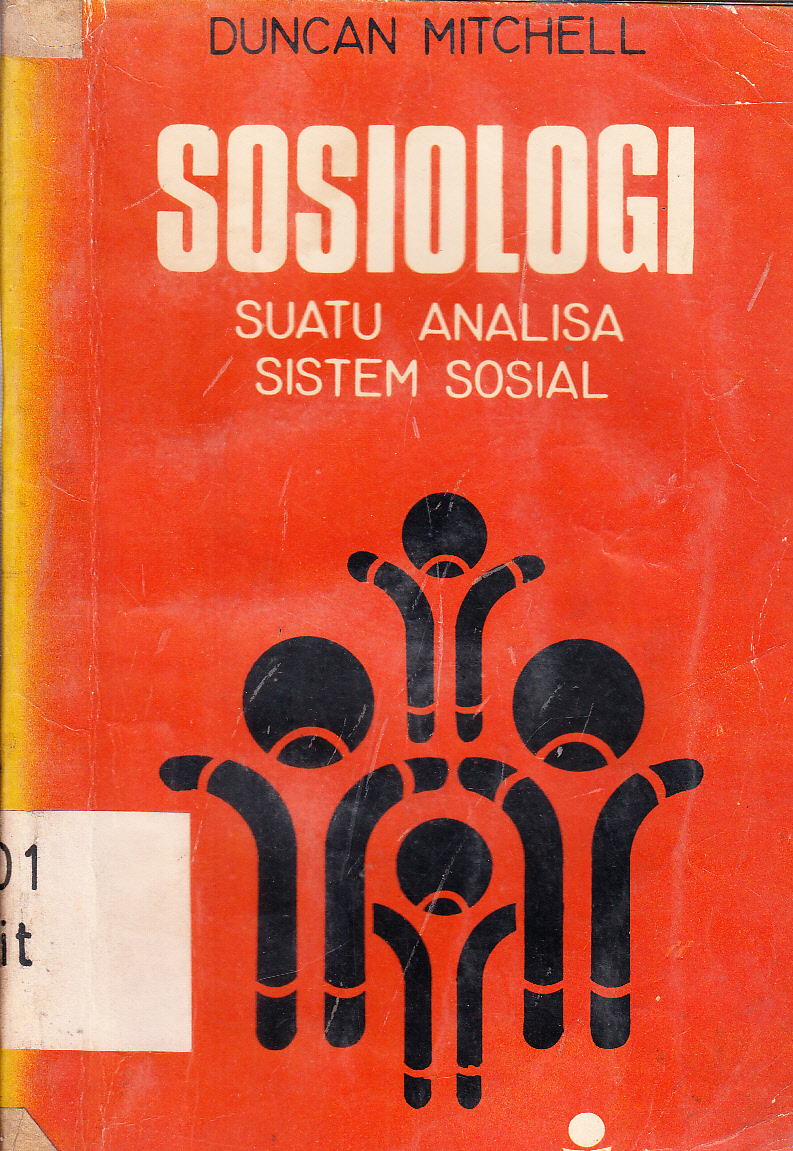 DUNCAN MITCHELL
SOSIOLOGI
SUATU ANALISA
SISTEM SOSIAL
01
it